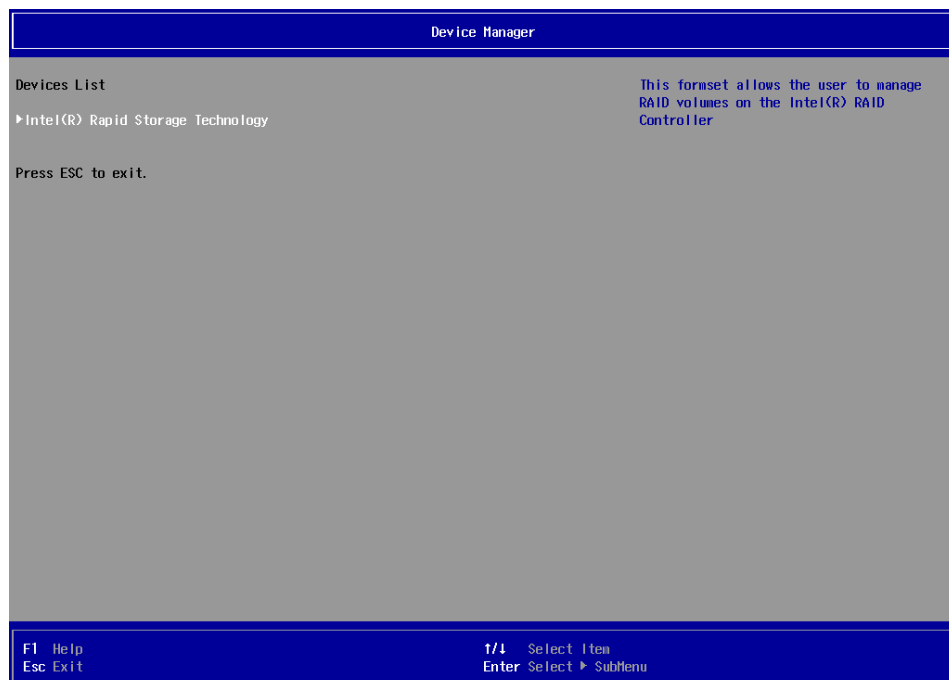 Device Manager
Devices List
This formset allows the user to manage
RAID volumes on the Intel(R) RAID
▶Intel(R) Rapid Storage Technology
Controller
Press ESC to exit.
F1 Help
↑/↓ Select Item
Esc Exit
Enter Select ▶ SubMenu